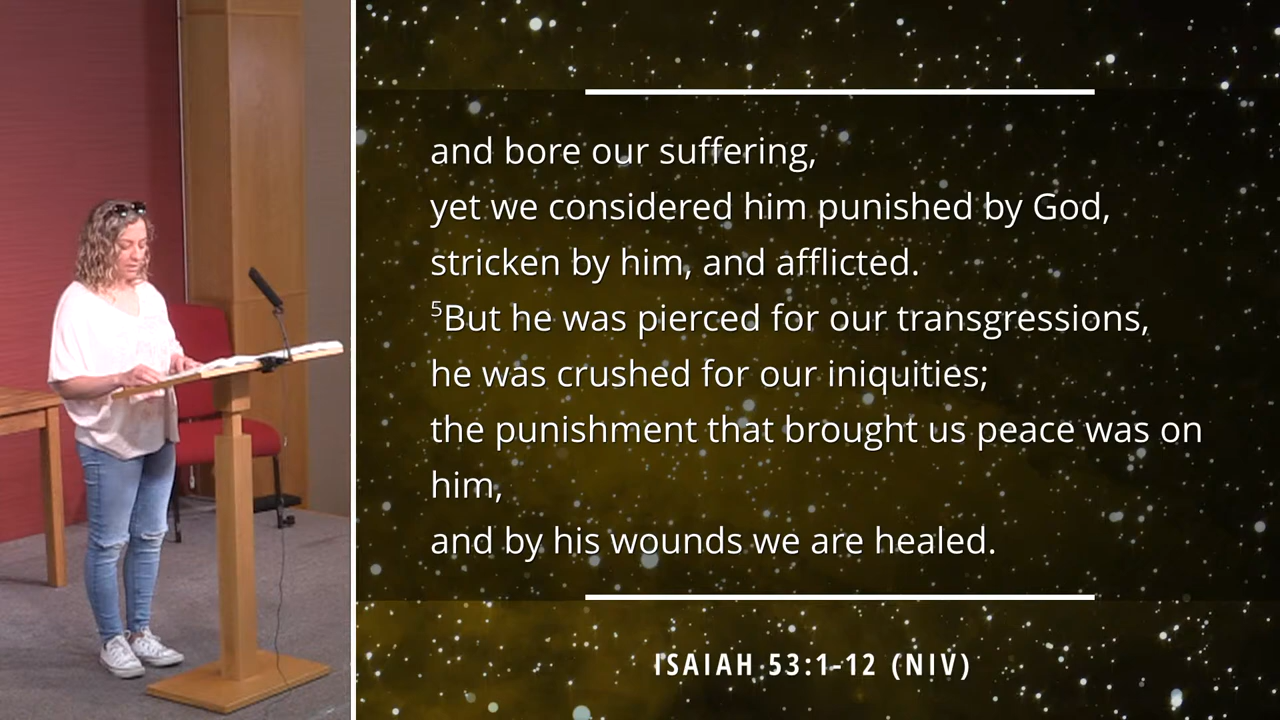 and bore our suffering,
yet we considered him punished by God,
stricken by him, and afflicted.
⁵But he was pierced for our transgressions,
he was crushed for our iniquities;
the punishment that brought us peace was on
him,
and by his wounds we are healed.
ISAIAH 53:1-12 (NIV)